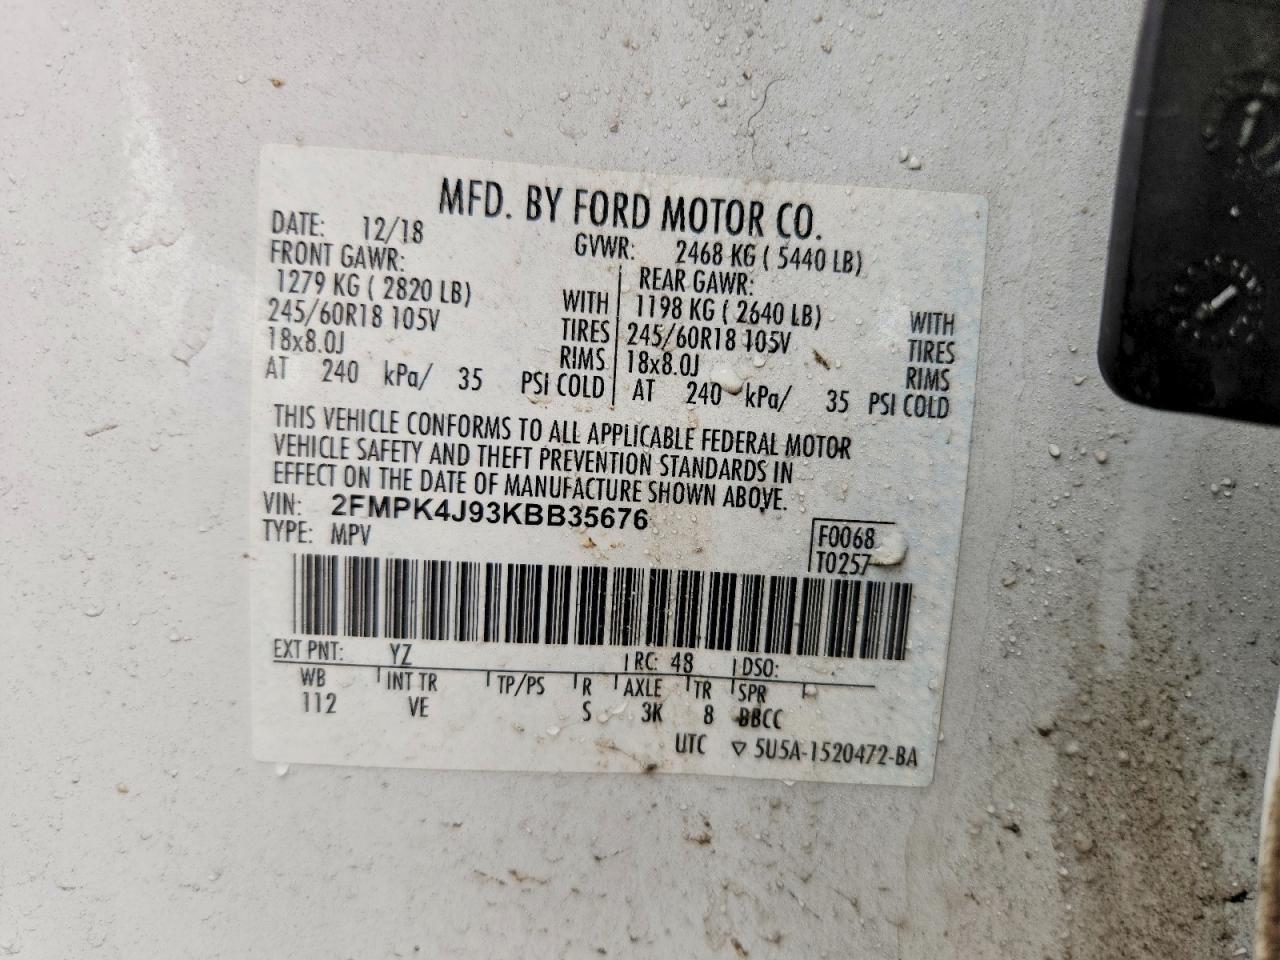 MFD. BY FORD MOTOR CO.
DATE: 12/18 GVWR: 2468 KG ( 5440 LB)
FRONT GAWR: REAR GAWR:
1279 KG ( 2820 LB) WITH 1198 KG ( 2640 LB) WITH
245/60R18 105V TIRES 245/60R18 105V TIRES
18x8.0J RIMS 18x8.0J RIMS
AT 240 kPa/ 35 PSI COLD AT 240 kPa/ 35 PSI COLD
THIS VEHICLE CONFORMS TO ALL APPLICABLE FEDERAL MOTOR
VEHICLE SAFETY AND THEFT PREVENTION STANDARDS IN
EFFECT ON THE DATE OF MANUFACTURE SHOWN ABOVE.
VIN: 2FMPK4J93KBB35676
TYPE: MPV
F0068
T0257
EXT PNT: YZ RC: 48 DSO:
WB INT TR TP/PS R AXLE TR SPR
112 VE S 3K 8 BBCC
UTC ▽ 5U5A-1520472-BA